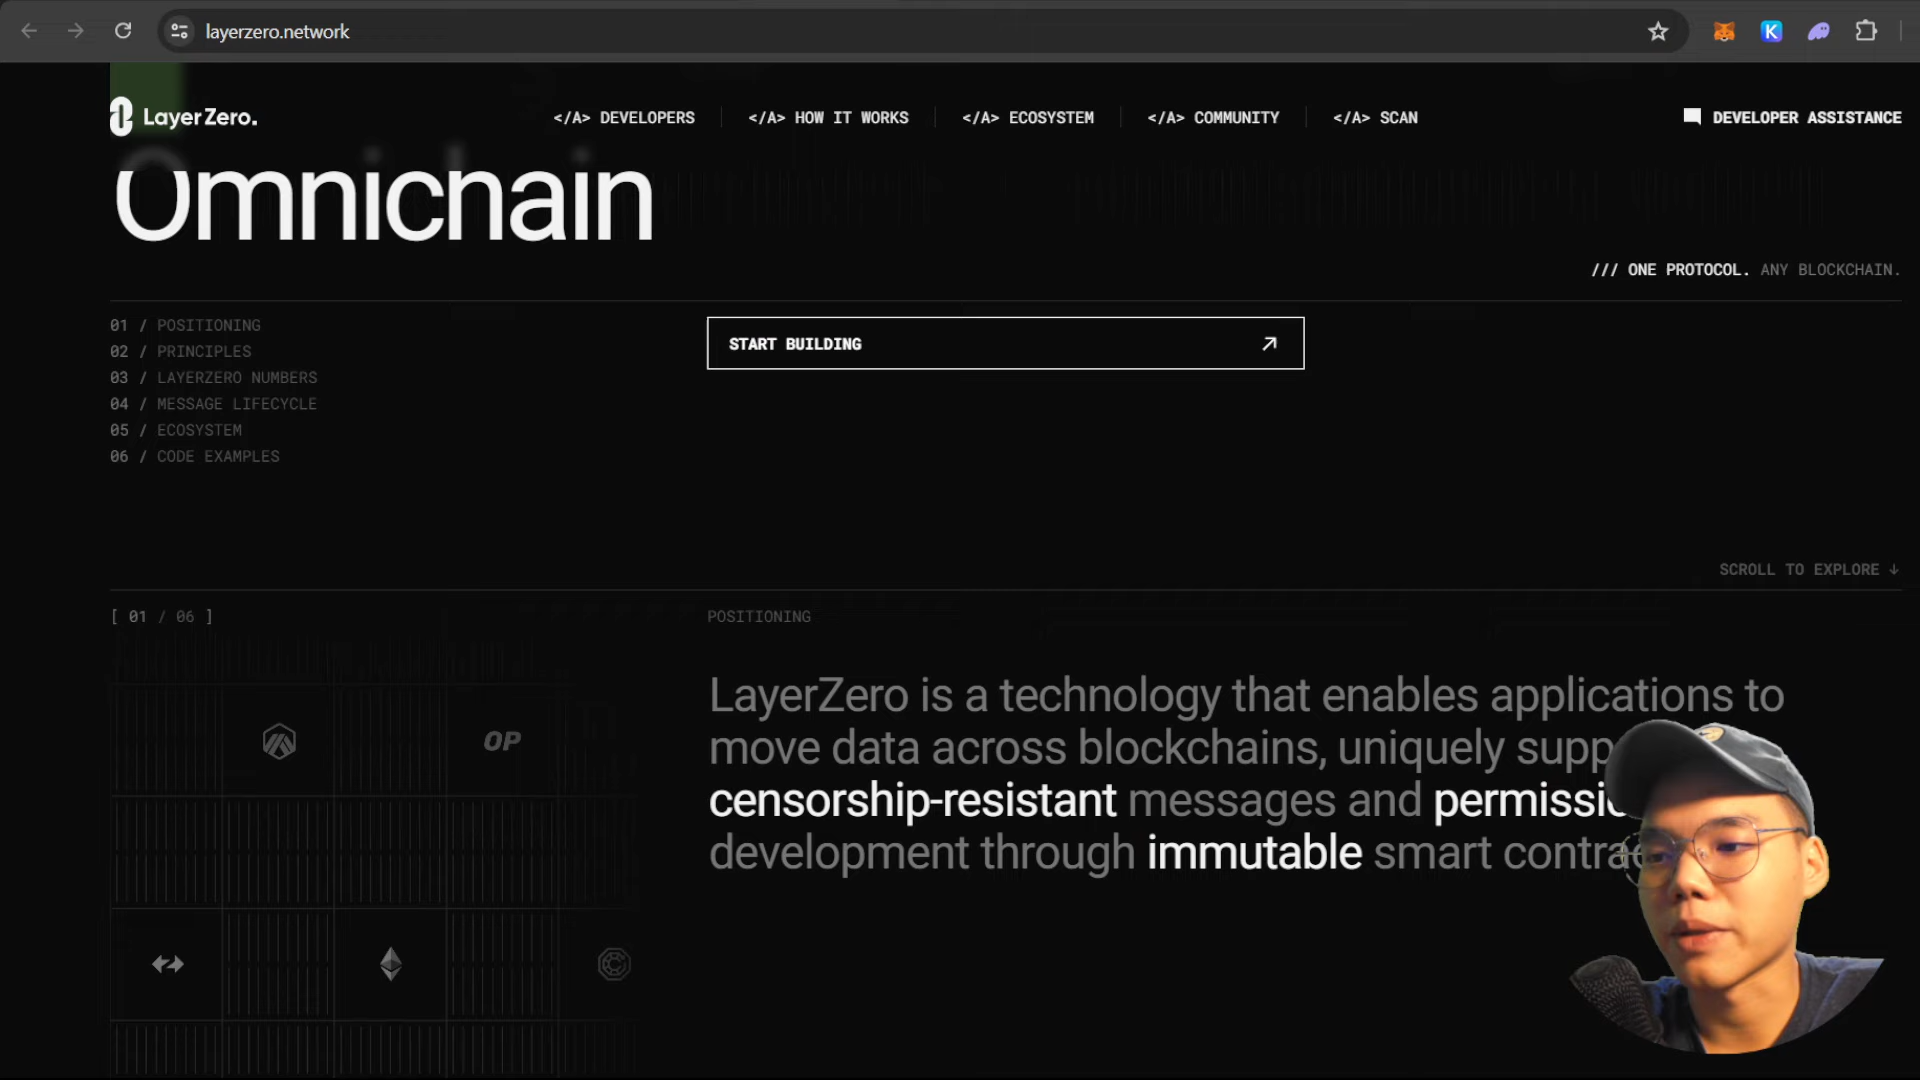 layerzero.network
K
LayerZero.
</A> DEVELOPERS
</A> HOW IT WORKS
</A> ECOSYSTEM
</A> COMMUNITY
</A> SCAN
DEVELOPER ASSISTANCE
Omnichain
/// ONE PROTOCOL. ANY BLOCKCHAIN.
01 / POSITIONING
02 / PRINCIPLES
03 / LAYERZERO NUMBERS
04 / MESSAGE LIFECYCLE
05 / ECOSYSTEM
06 / CODE EXAMPLES
START BUILDING
SCROLL TO EXPLORE ↓
[ 01 / 06 ]
POSITIONING
OP
LayerZero is a technology that enables applications to
move data across blockchains, uniquely
censorship-resistant messages and
development through immutable smart